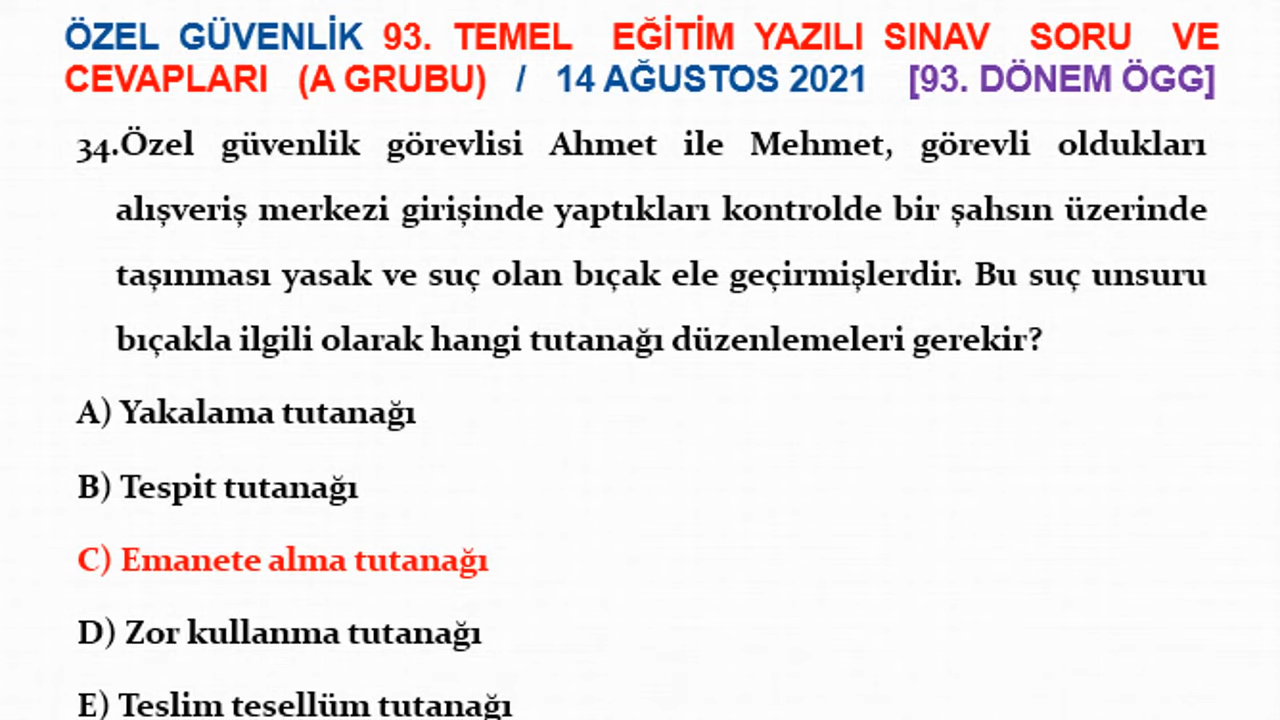 ÖZEL GÜVENLİK 93. TEMEL EĞİTİM YAZILI SINAV SORU VE
CEVAPLARI (A GRUBU) / 14 AĞUSTOS 2021 [93. DÖNEM ÖGG]
34.Özel güvenlik görevlisi Ahmet ile Mehmet, görevli oldukları
alışveriş merkezi girişinde yaptıkları kontrolde bir şahsın üzerinde
taşınması yasak ve suç olan bıçak ele geçirmişlerdir. Bu suç unsuru
bıçakla ilgili olarak hangi tutanağı düzenlemeleri gerekir?
A) Yakalama tutanağı
B) Tespit tutanağı
C) Emanete alma tutanağı
D) Zor kullanma tutanağı
E) Teslim tesellüm tutanağı